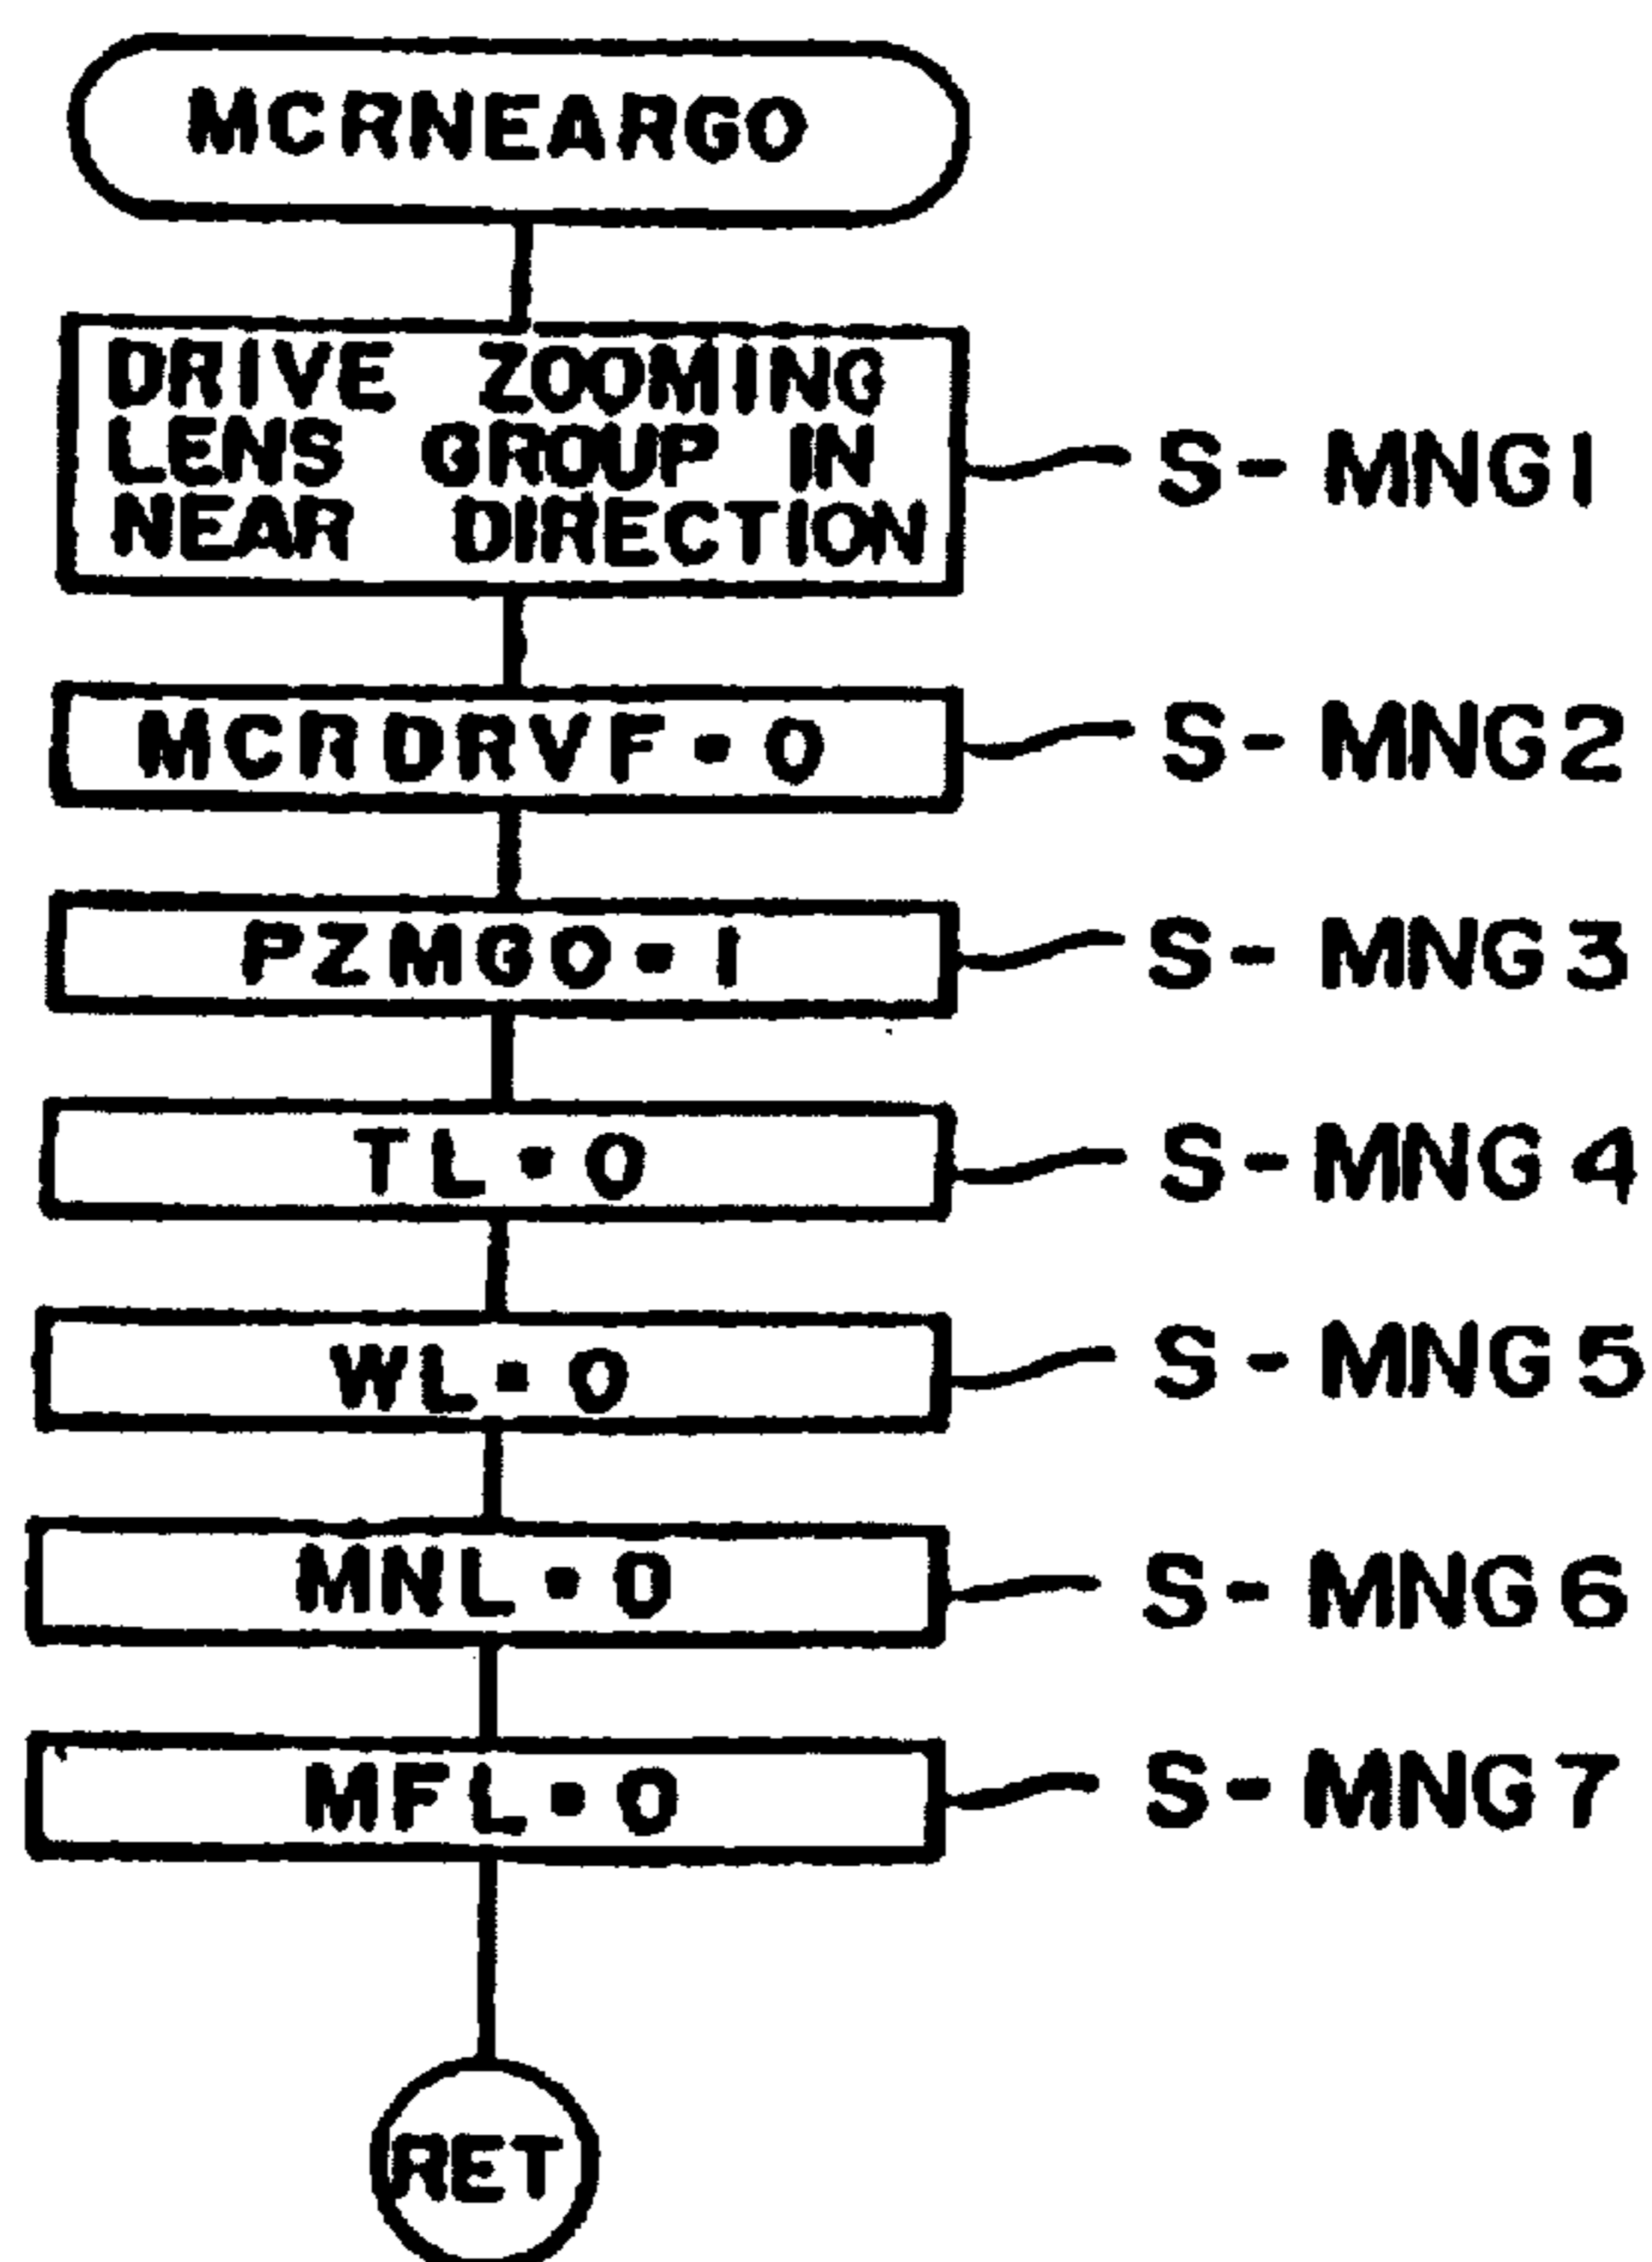 MCRNEARGO
DRIVE ZOOMING
LENS GROUP IN
NEAR DIRECTION
S-MNG1
MCRDRVF・0
S-MNG2
PZMGO・1
S-MNG3
TL・0
S-MNG4
WL・0
S-MNG5
MNL・0
S-MNG6
MFL・0
S-MNG7
RET